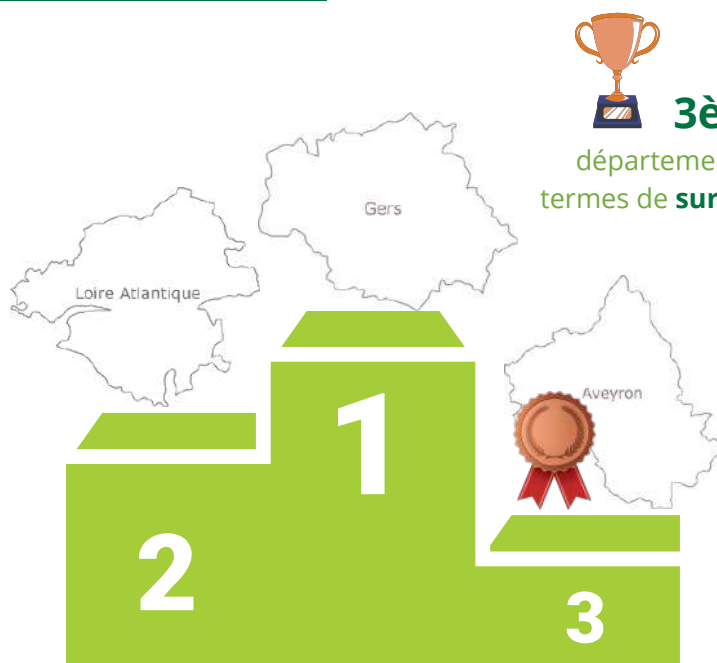 3è
départeme
termes de sur
Gers
Loire Atlantique
Aveyron
1
2
3